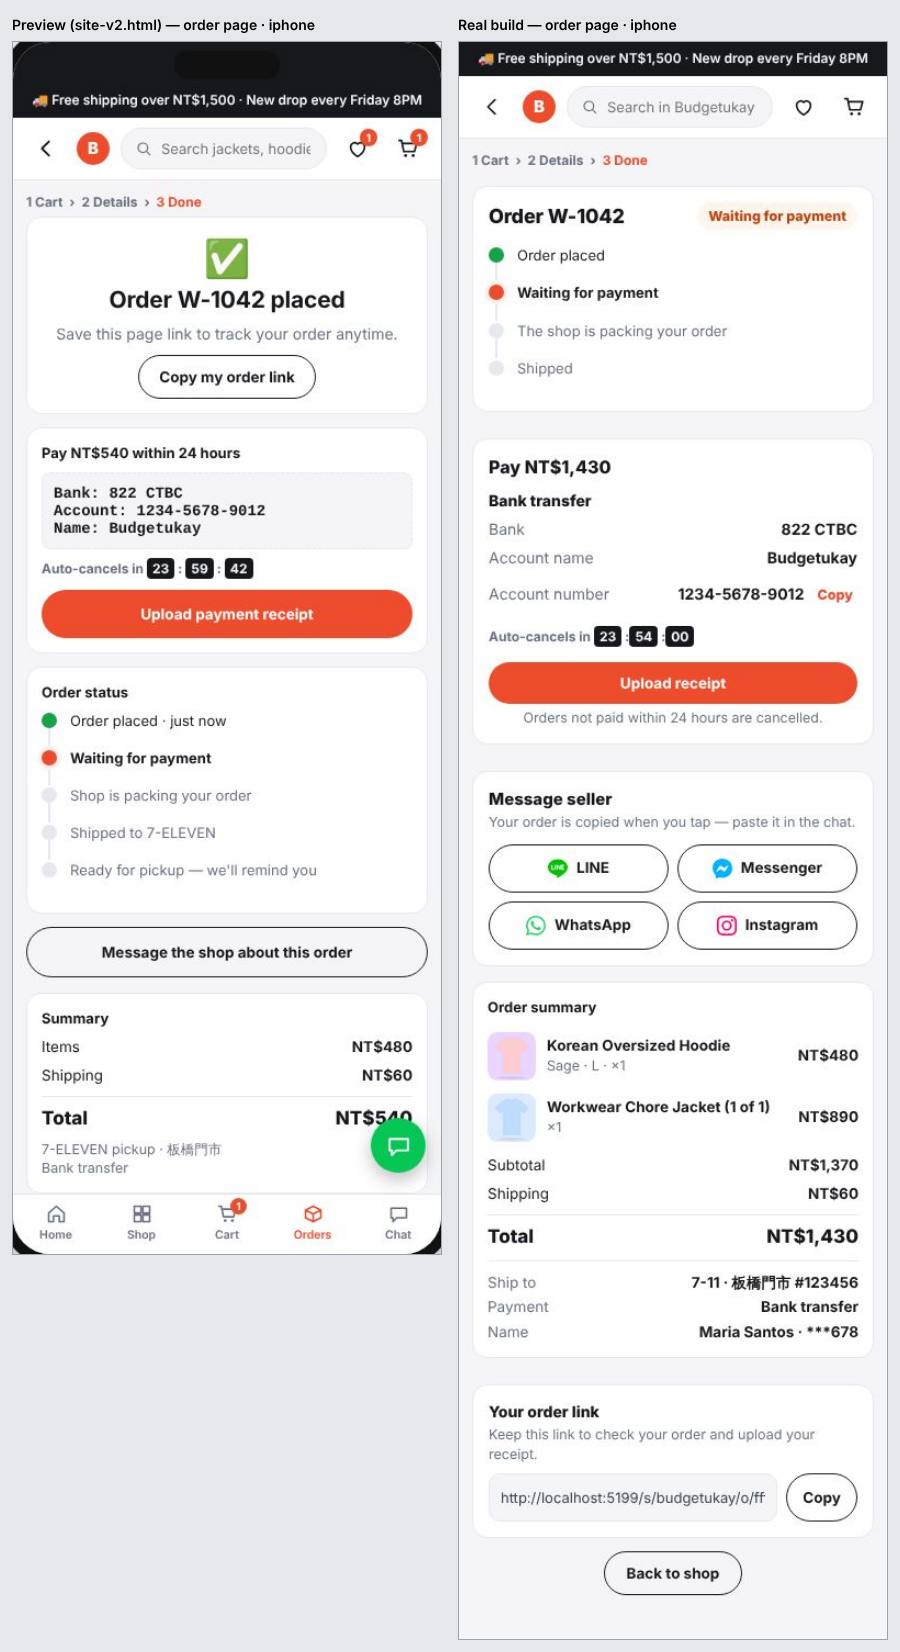 Preview (site-v2.html) — order page · iphone
🚚 Free shipping over NT$1,500 · New drop every Friday 8PM
B
Search jackets, hoodie
1
1
1 Cart › 2 Details › 3 Done
Order W-1042 placed
Save this page link to track your order anytime.
Copy my order link
Pay NT$540 within 24 hours
Bank: 822 CTBC
Account: 1234-5678-9012
Name: Budgetukay
Auto-cancels in 23 : 59 : 42
Upload payment receipt
Order status
Order placed · just now
Waiting for payment
Shop is packing your order
Shipped to 7-ELEVEN
Ready for pickup — we'll remind you
Message the shop about this order
Summary
Items NT$480
Shipping NT$60
Total NT$540
7-ELEVEN pickup · 板橋門市
Bank transfer
1
Home Shop Cart Orders Chat
Real build — order page · iphone
🚚 Free shipping over NT$1,500 · New drop every Friday 8PM
B
Search in Budgetukay
1 Cart › 2 Details › 3 Done
Order W-1042 Waiting for payment
Order placed
Waiting for payment
The shop is packing your order
Shipped
Pay NT$1,430
Bank transfer
Bank 822 CTBC
Account name Budgetukay
Account number 1234-5678-9012 Copy
Auto-cancels in 23 : 54 : 00
Upload receipt
Orders not paid within 24 hours are cancelled.
Message seller
Your order is copied when you tap — paste it in the chat.
LINE LINE
Messenger
WhatsApp
Instagram
Order summary
Korean Oversized Hoodie NT$480
Sage · L · ×1
Workwear Chore Jacket (1 of 1) NT$890
×1
Subtotal NT$1,370
Shipping NT$60
Total NT$1,430
Ship to 7-11 · 板橋門市 #123456
Payment Bank transfer
Name Maria Santos · ***678
Your order link
Keep this link to check your order and upload your
receipt.
http://localhost:5199/s/budgetukay/o/ff Copy
Back to shop